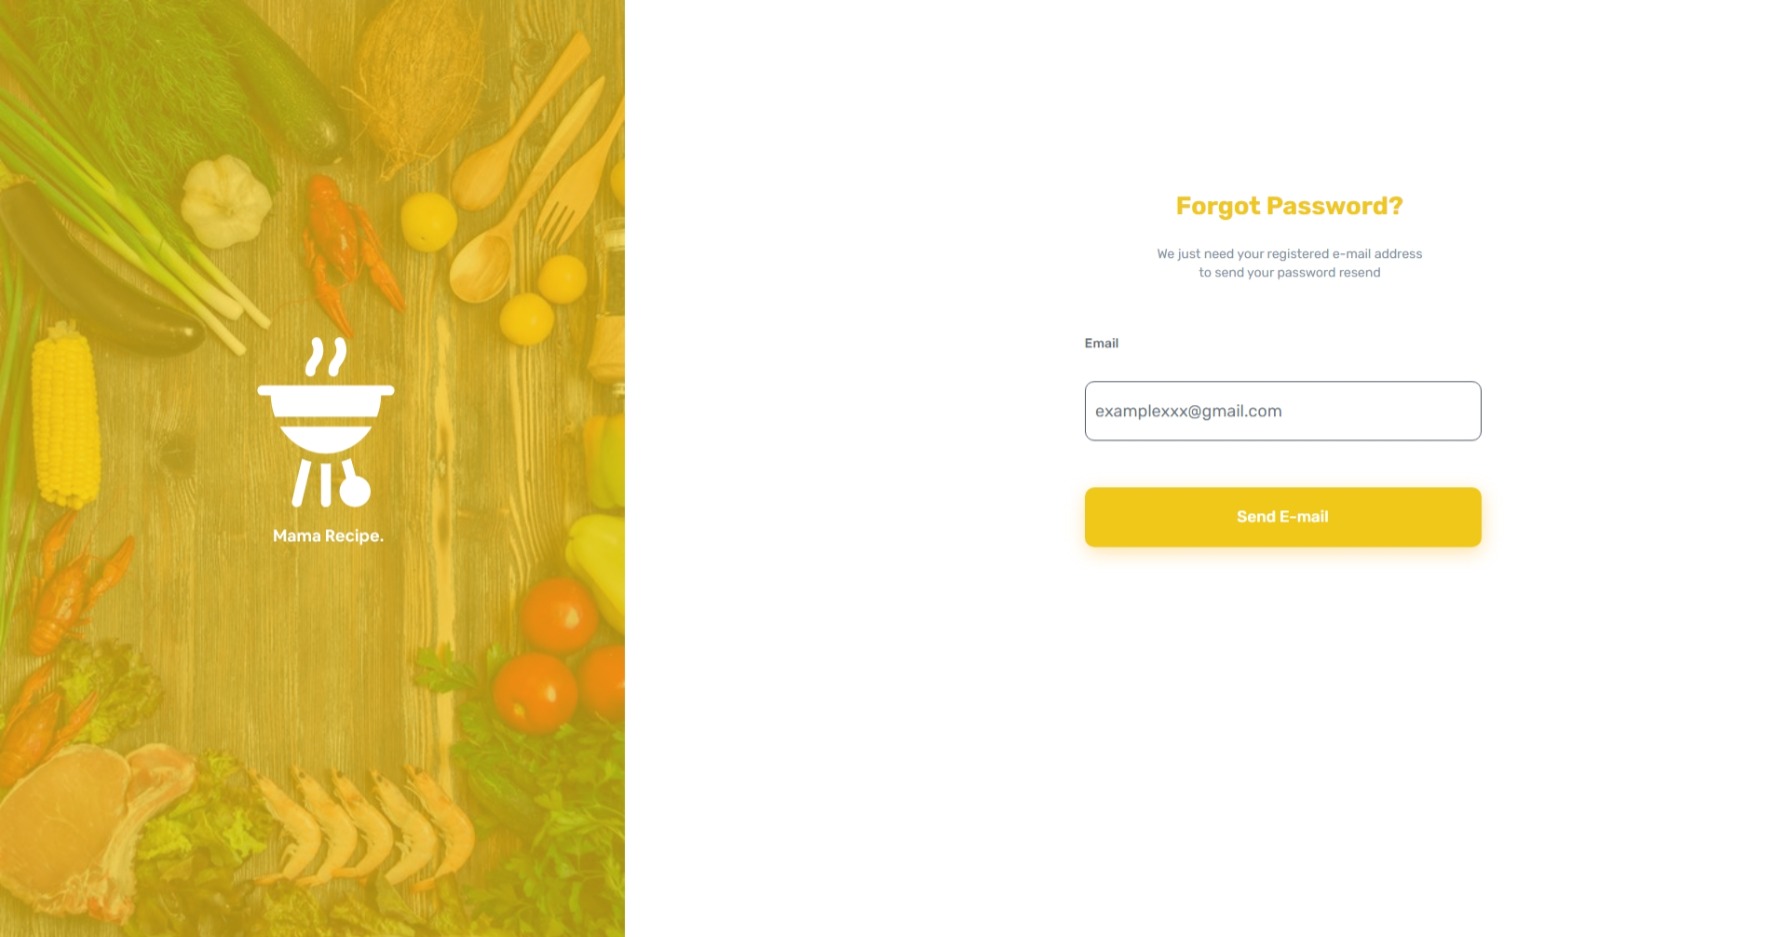 Mama Recipe.
Forgot Password?
We just need your registered e-mail address
to send your password resend
Email
examplexxx@gmail.com
Send E-mail